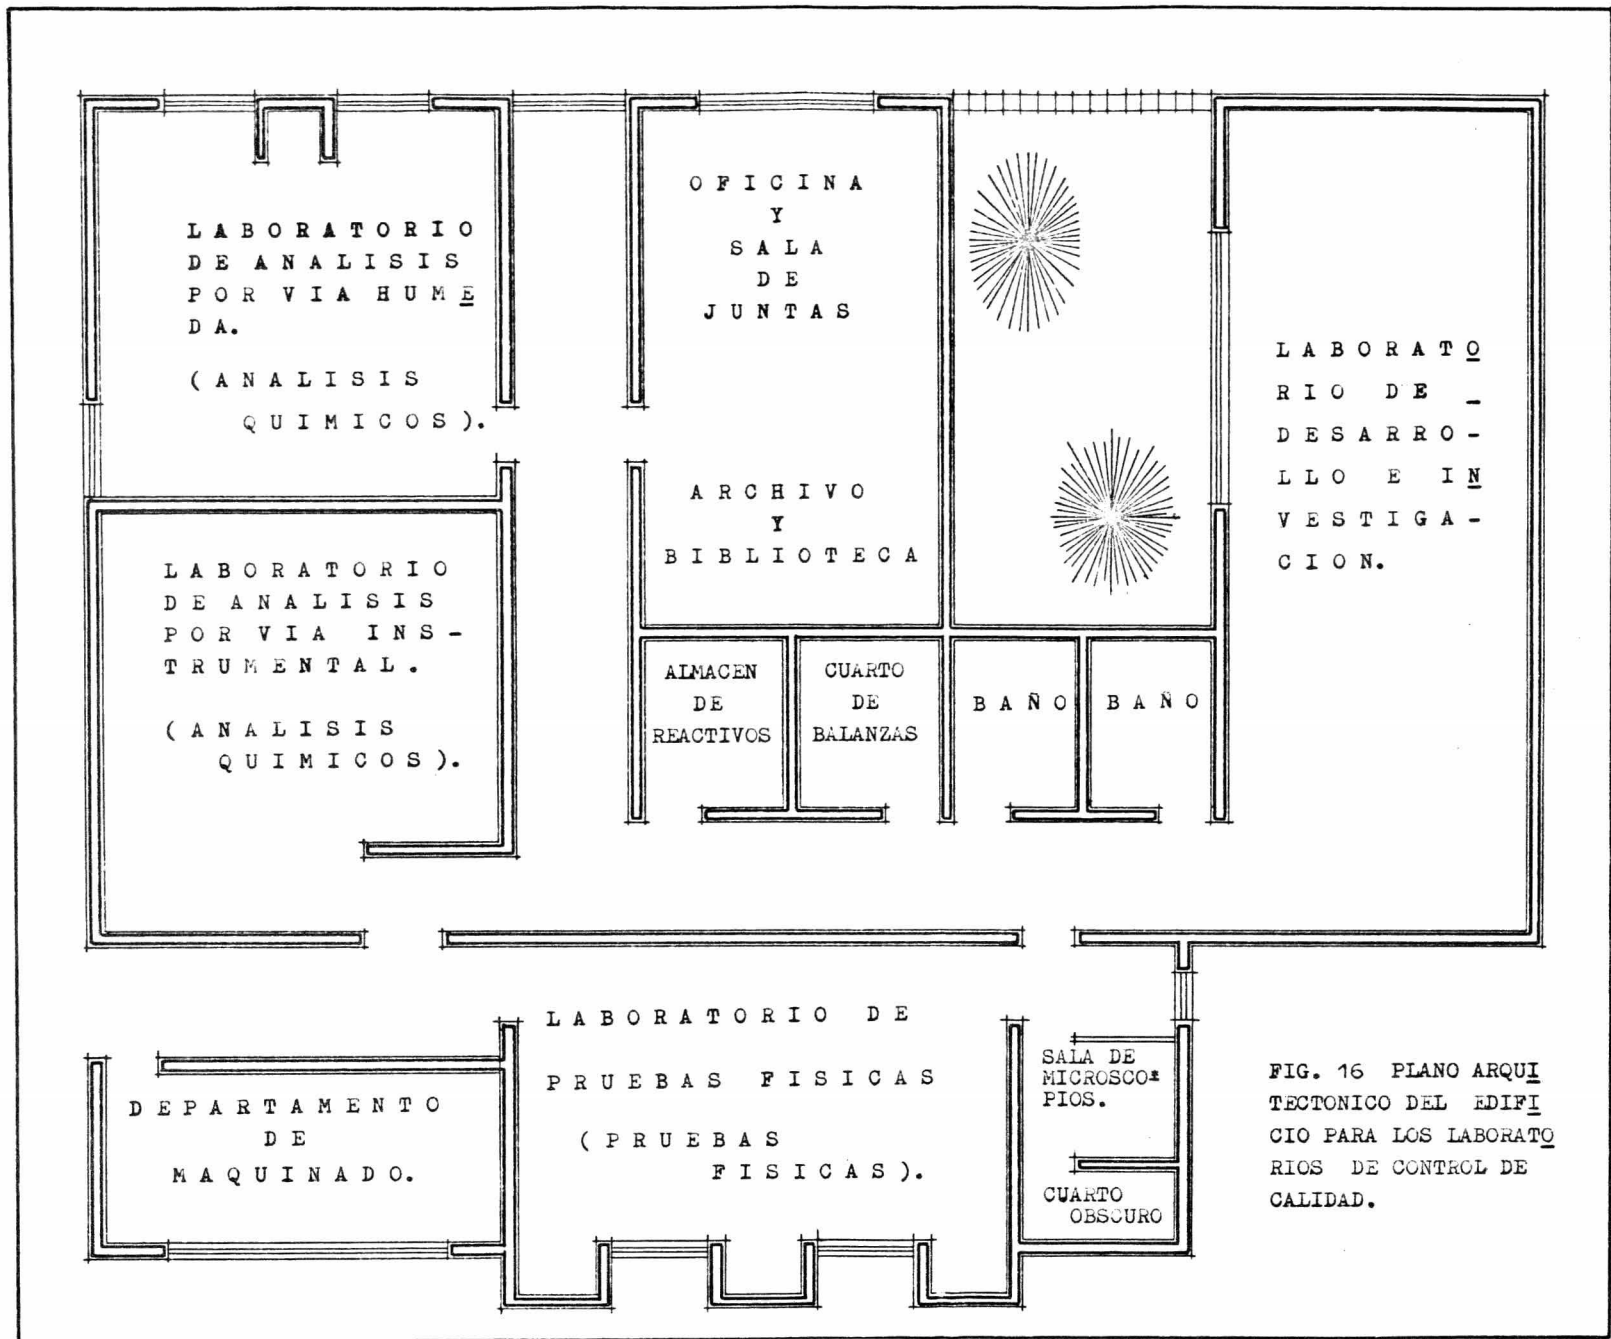 LABORATORIO
DE ANALISIS
POR VIA HUME
DA.
(ANALISIS
QUIMICOS).
OFICINA
Y
SALA
DE
JUNTAS
ARCHIVO
Y
BIBLIOTECA
LABORATO
RIO DE _
DESARRO-
LLO E IN
VESTIGA-
CION.
LABORATORIO
DE ANALISIS
POR VIA INS-
TRUMENTAL.
(ANALISIS
QUIMICOS).
ALMACEN
DE
REACTIVOS
CUARTO
DE
BALANZAS
BAÑO
BAÑO
LABORATORIO DE
PRUEBAS FISICAS
(PRUEBAS
FISICAS).
DEPARTAMENTO
DE
MAQUINADO.
SALA DE
MICROSCO-
PIOS.
CUARTO
OBSCURO
FIG. 16 PLANO ARQUI
TECTONICO DEL EDIFI
CIO PARA LOS LABORATO
RIOS DE CONTROL DE
CALIDAD.